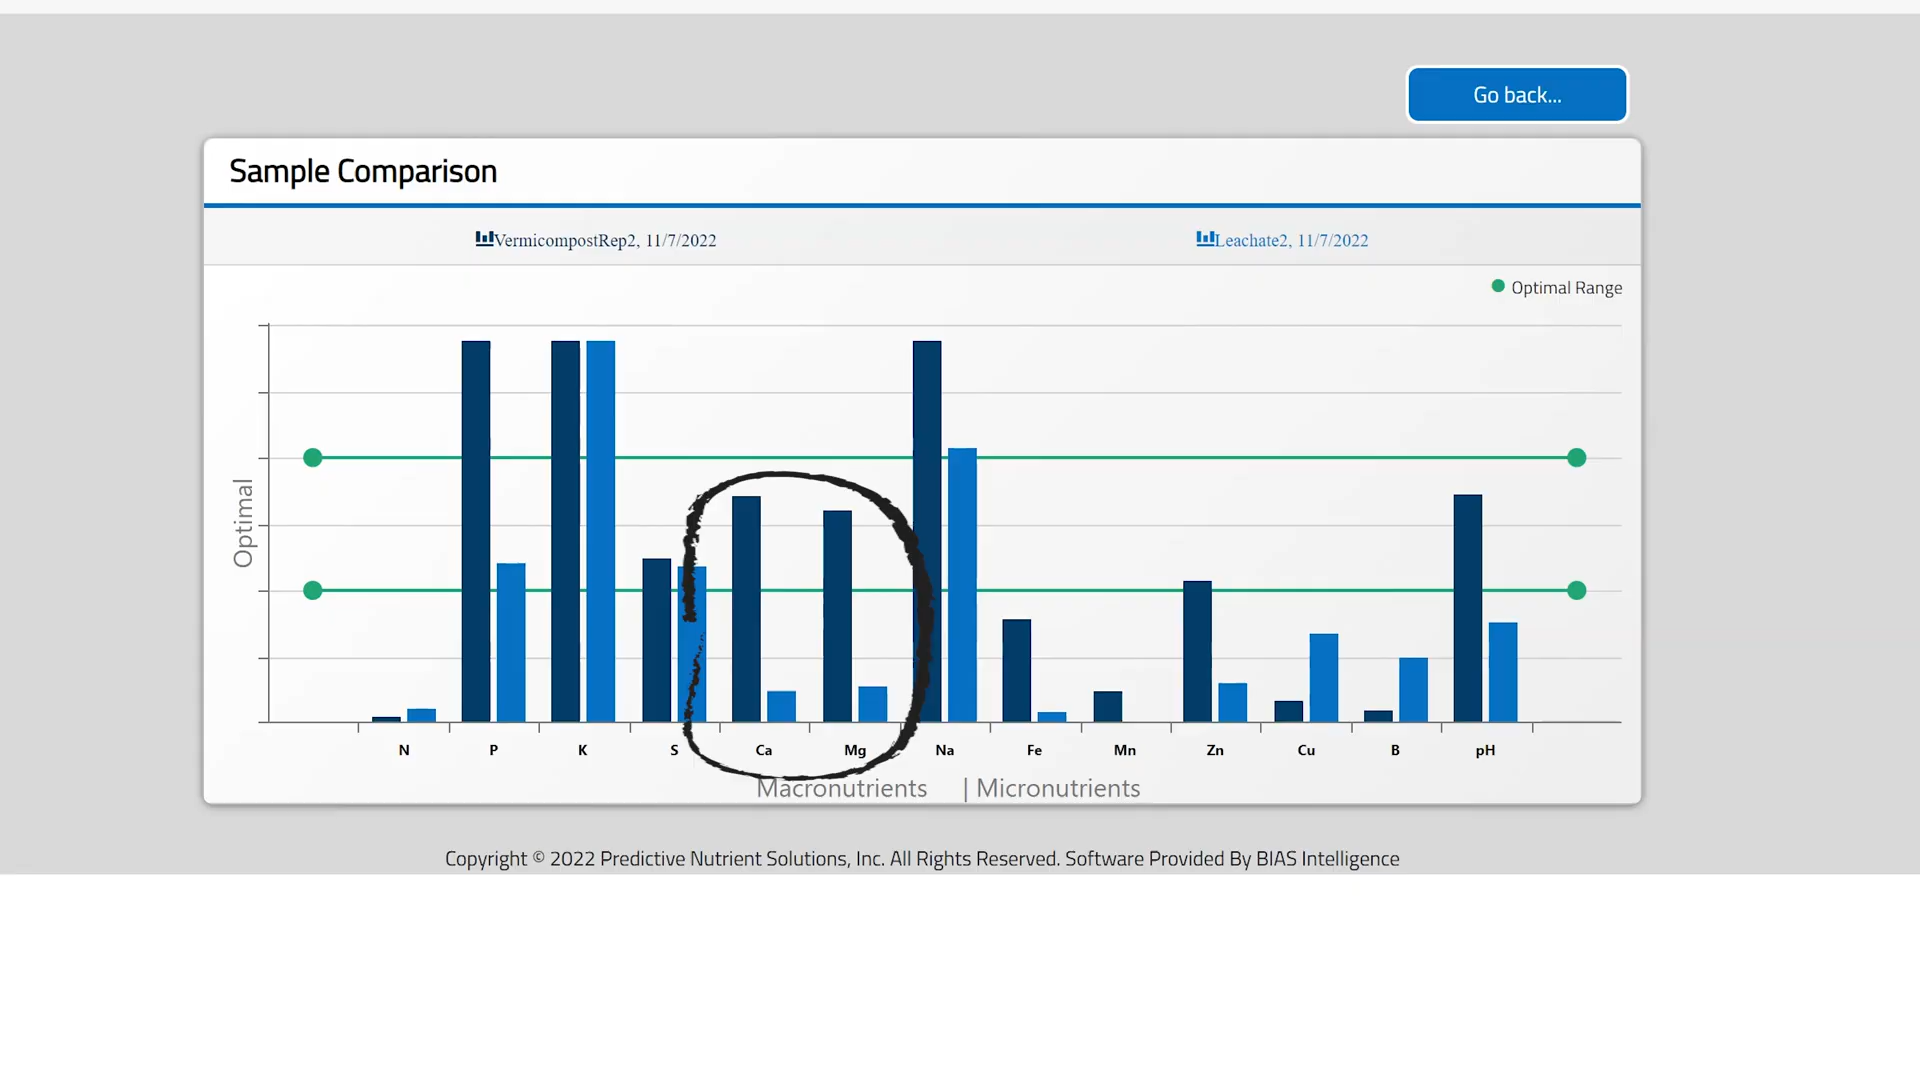 Go back...
Sample Comparison
VermicompostRep2, 11/7/2022
Leachate2, 11/7/2022
Optimal Range
Optimal
N P K S Ca Mg Na Fe Mn Zn Cu B pH
Macronutrients | Micronutrients
Copyright © 2022 Predictive Nutrient Solutions, Inc. All Rights Reserved. Software Provided By BIAS Intelligence